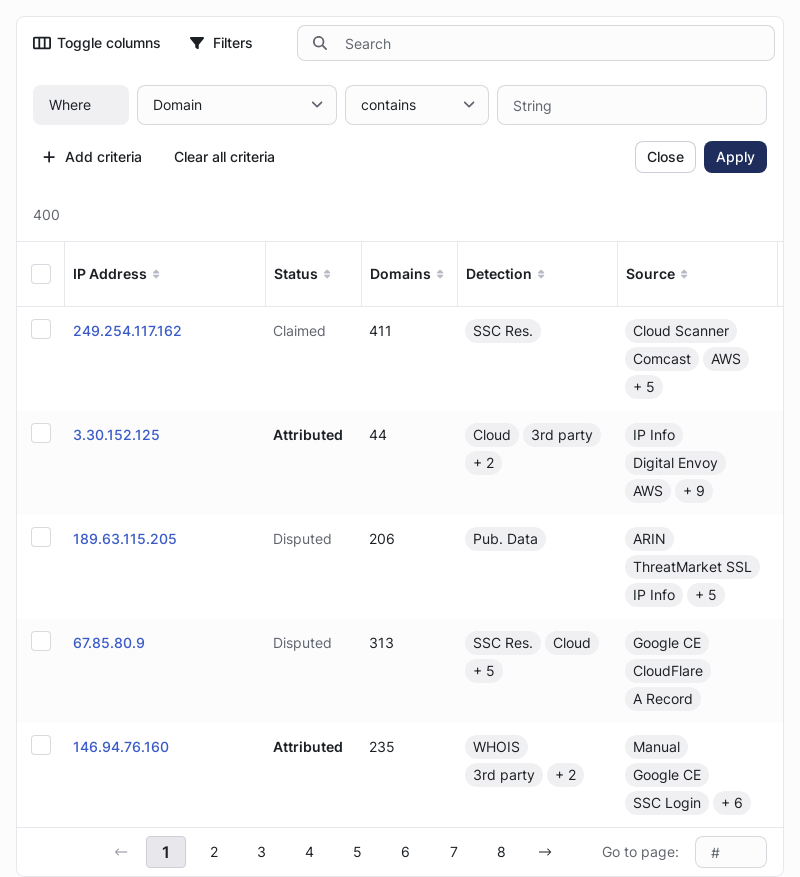 Toggle columns Filters Search
Where Domain contains String
+ Add criteria Clear all criteria Close Apply
400
IP Address Status Domains Detection Source
249.254.117.162 Claimed 411 SSC Res. Cloud Scanner
Comcast AWS
+ 5
3.30.152.125 Attributed 44 Cloud 3rd party IP Info
+ 2 Digital Envoy
AWS + 9
189.63.115.205 Disputed 206 Pub. Data ARIN
ThreatMarket SSL
IP Info + 5
67.85.80.9 Disputed 313 SSC Res. Cloud Google CE
+ 5 CloudFlare
A Record
146.94.76.160 Attributed 235 WHOIS Manual
3rd party + 2 Google CE
SSC Login + 6
← 1 2 3 4 5 6 7 8 → Go to page: #